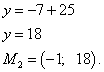 y = −7 + 25
y = 18
M₂ = (−1; 18).